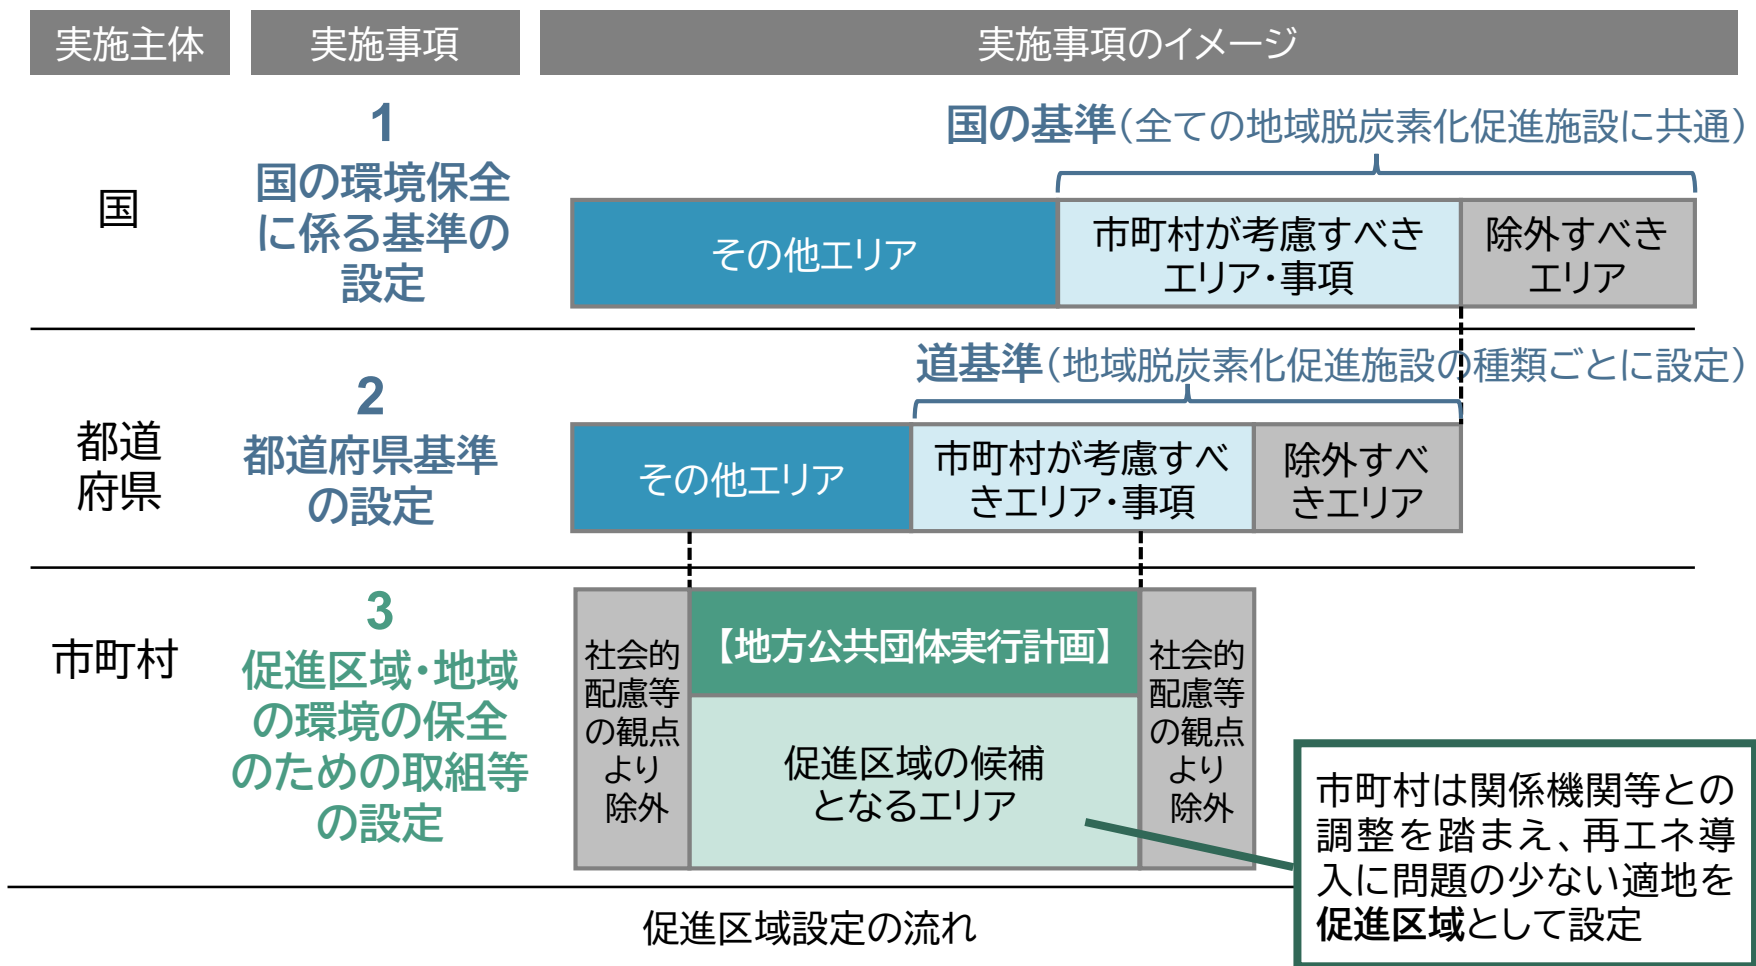 実施主体
実施事項
実施事項のイメージ
国
1
国の環境保全
に係る基準の
設定
国の基準(全ての地域脱炭素化促進施設に共通)
その他エリア
市町村が考慮すべき
エリア・事項
除外すべき
エリア
都道
府県
2
都道府県基準
の設定
道基準(地域脱炭素化促進施設の種類ごとに設定)
その他エリア
市町村が考慮すべ
きエリア・事項
除外すべ
きエリア
市町村
3
促進区域・地域
の環境の保全
のための取組等
の設定
社会的
配慮等
の観点
より
除外
【地方公共団体実行計画】
促進区域の候補
となるエリア
社会的
配慮等
の観点
より
除外
市町村は関係機関等との
調整を踏まえ、再エネ導
入に問題の少ない適地を
促進区域として設定
促進区域設定の流れ